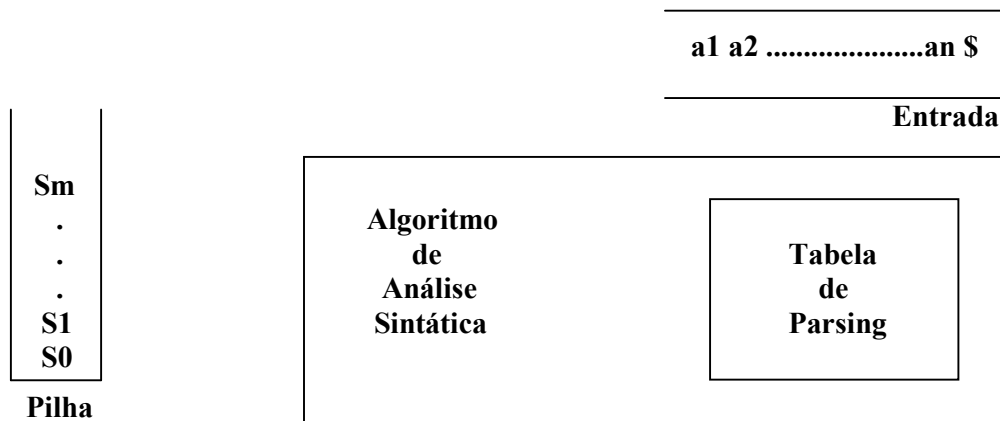 a1 a2 .....................an $
Entrada
Sm
.
.
.
S1
S0
Pilha
Algoritmo
de
Análise
Sintática
Tabela
de
Parsing